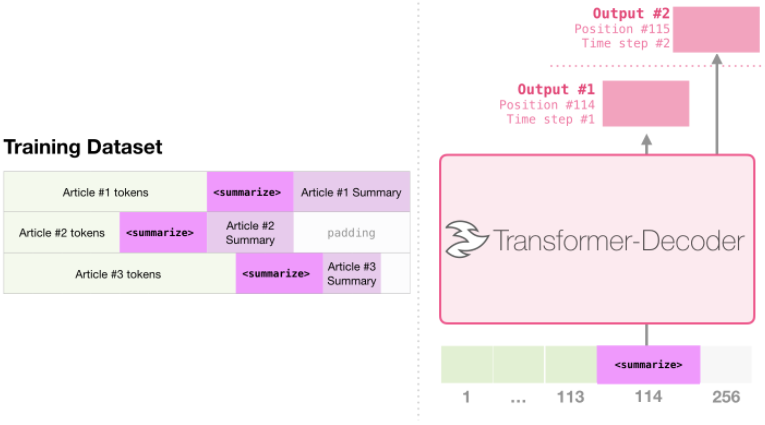 Training Dataset
Article #1 tokens
<summarize>
Article #1 Summary
Article #2 tokens
<summarize>
Article #2
Summary
padding
Article #3 tokens
<summarize>
Article #3
Summary
Output #2
Position #115
Time step #2
Output #1
Position #114
Time step #1
Transformer-Decoder
<summarize>
1 ... 113 114 256